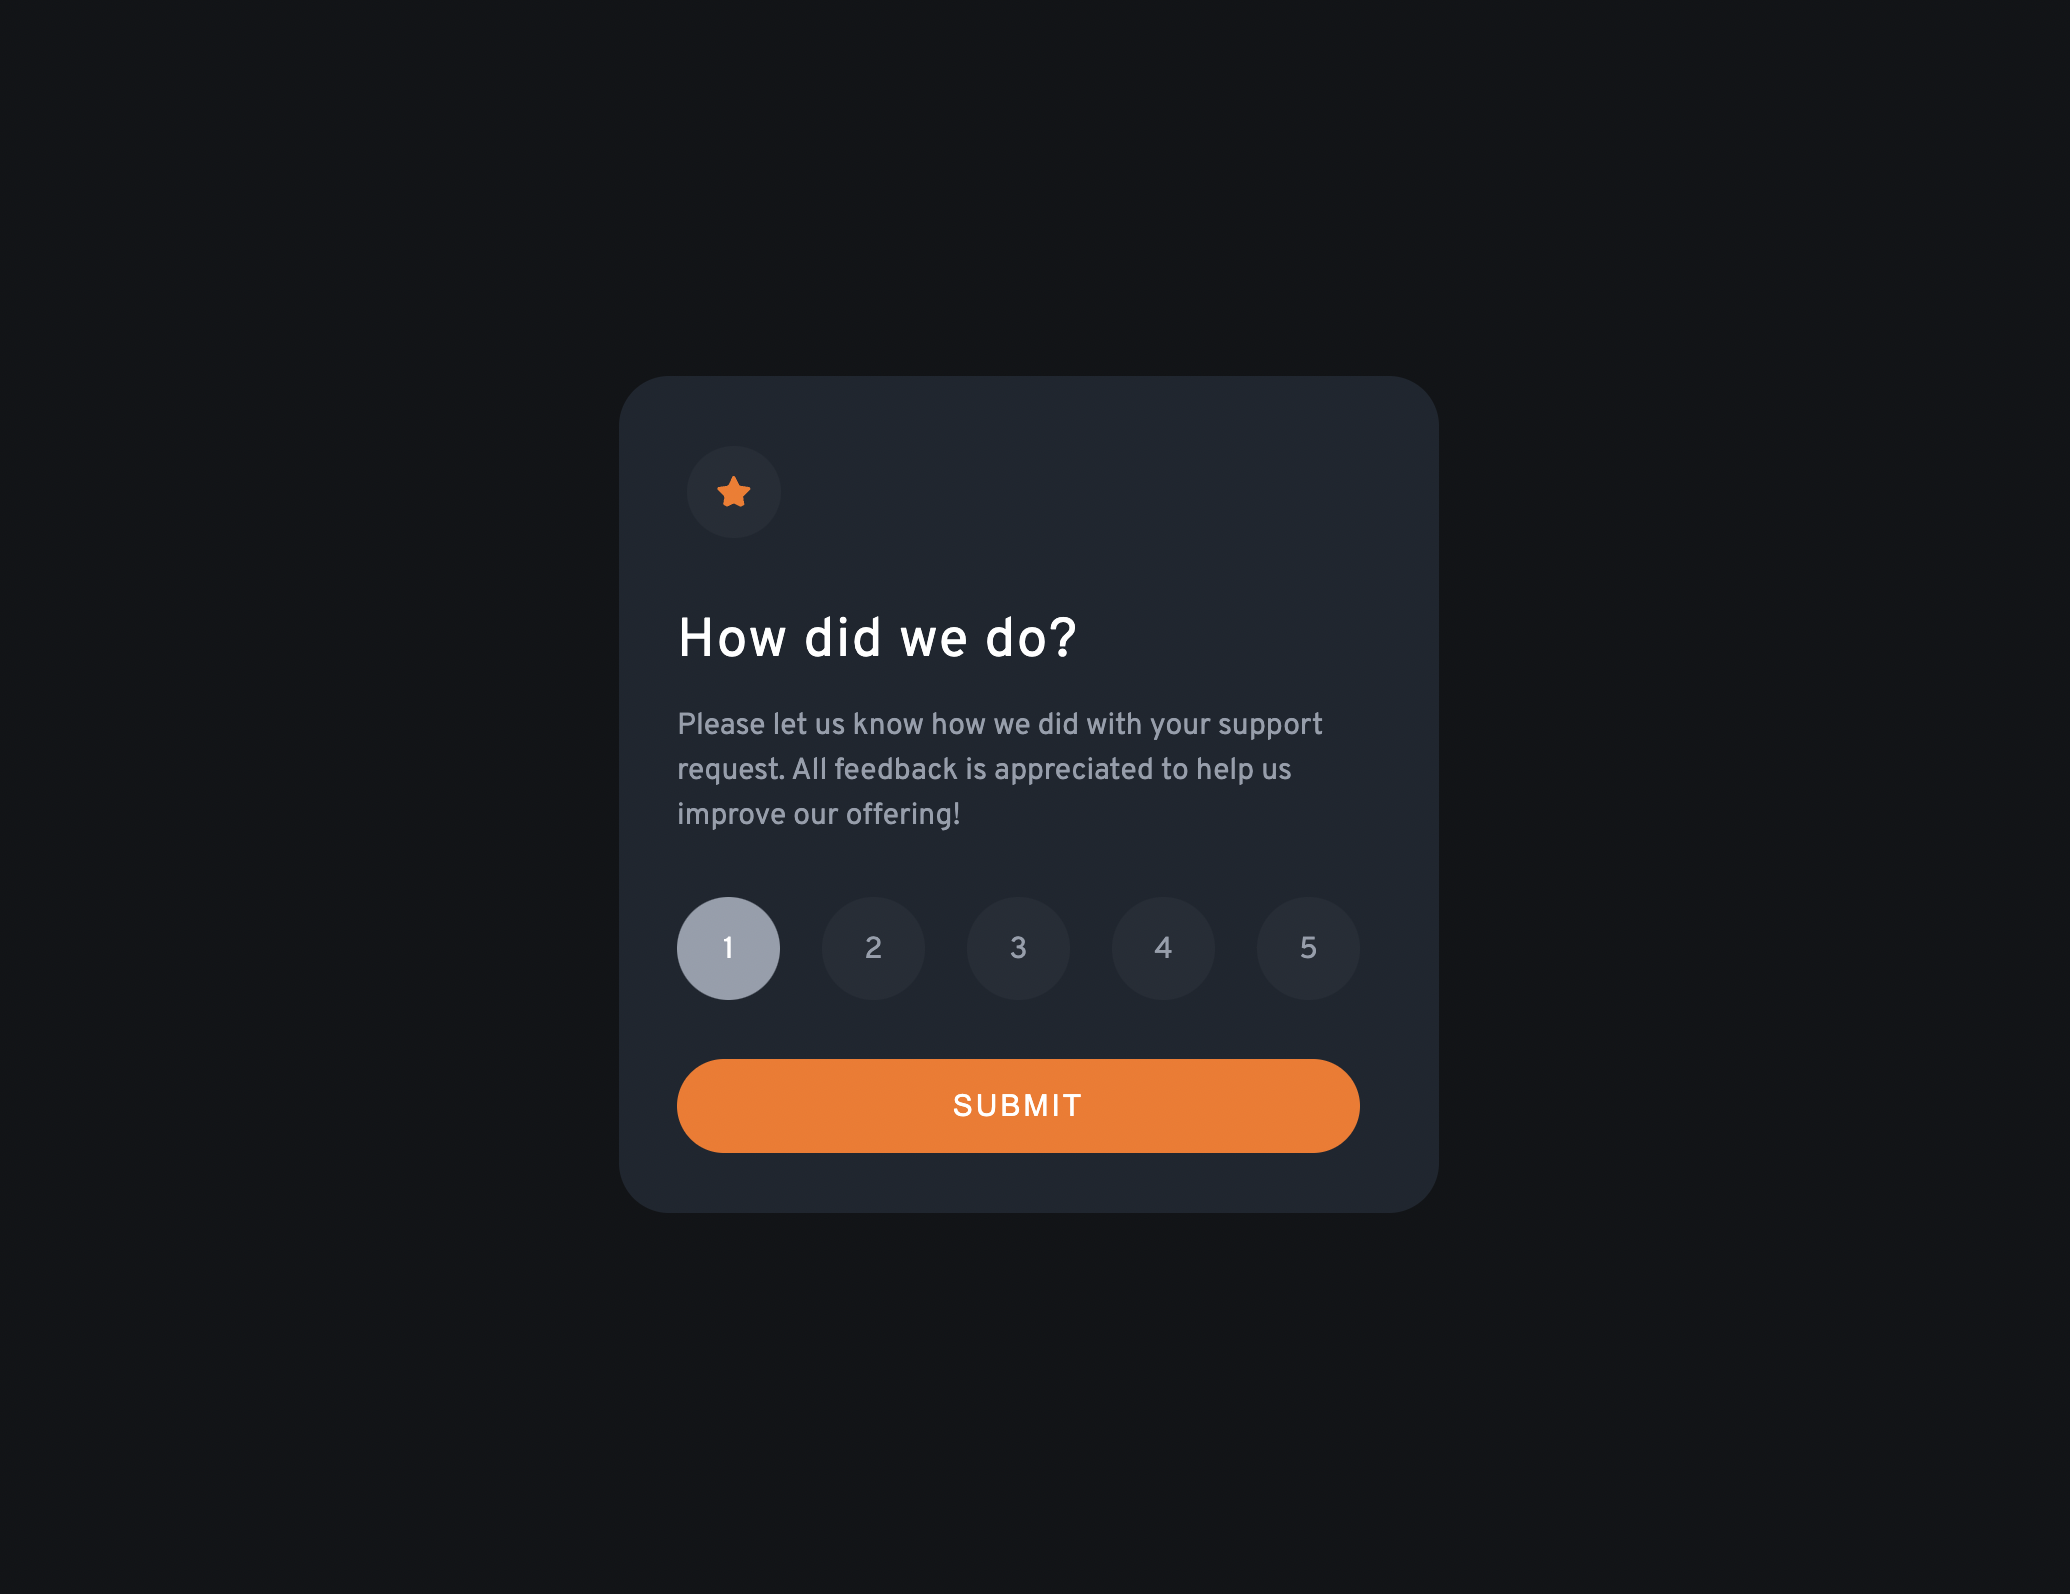 How did we do?
Please let us know how we did with your support
request. All feedback is appreciated to help us
improve our offering!
1 2 3 4 5
SUBMIT